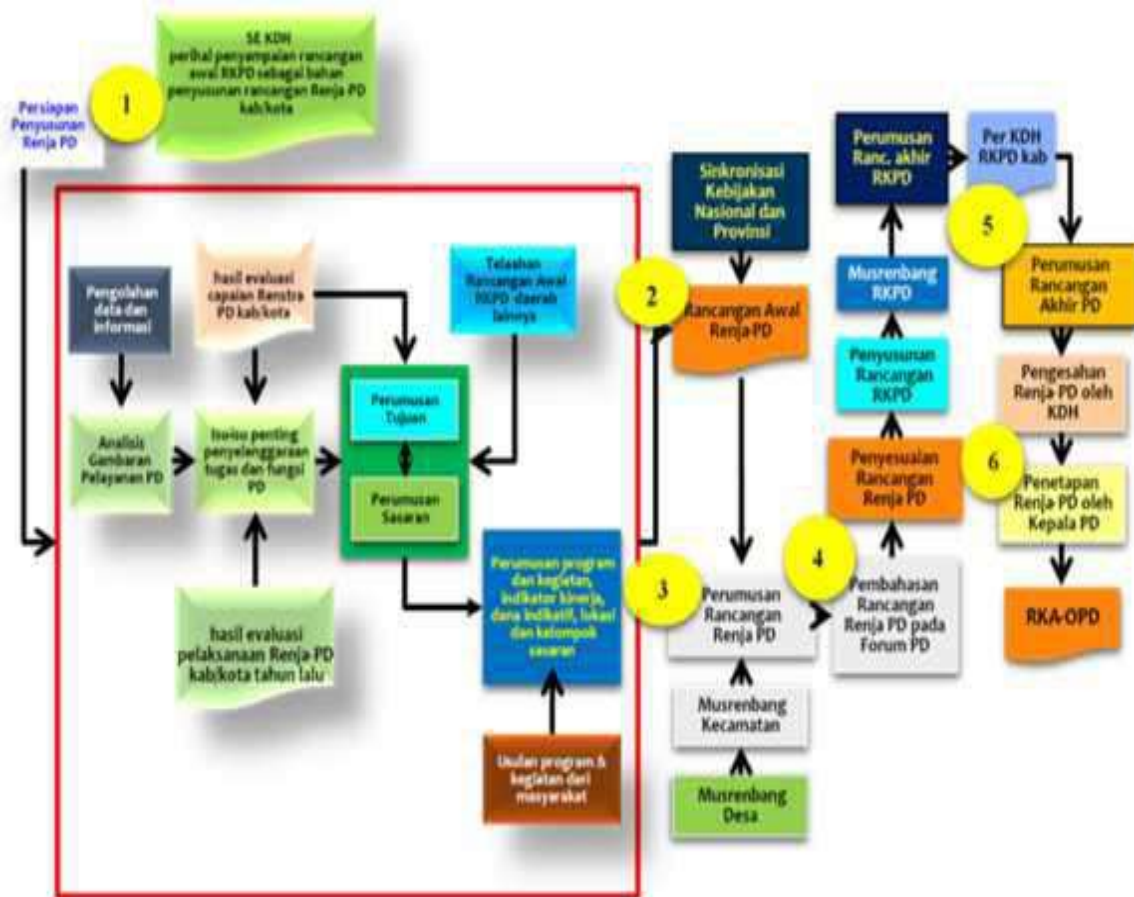 SE KDH
perihal penyampaian rancangan
awal RKPD sebagai bahan
penyusunan rancangan Renja-PD
kab/kota
1
Persiapan
Penyusunan
Renja PD
Pengolahan
data dan
informasi
hasil evaluasi
capaian Renstra
PD kab/kota
Telaahan
Rancangan Awal
RKPD daerah
lainnya
Analisis
Gambaran
Pelayanan PD
Isu-isu penting
penyelenggaraan
tugas dan fungsi
PD
Perumusan
Tujuan
Perumusan
Sasaran
hasil evaluasi
pelaksanaan Renja-PD
kab/kota tahun lalu
Perumusan program
dan kegiatan,
indikator kinerja,
dana indikatif, lokasi
dan kelompok
sasaran
Usulan program &
kegiatan dari
masyarakat
Sinkronisasi
Kebijakan
Nasional dan
Provinsi
2
Rancangan Awal
Renja-PD
3
Perumusan
Rancangan
Renja PD
Musrenbang
Kecamatan
Musrenbang
Desa
4
Pembahasan
Rancangan
Renja PD pada
Forum PD
Penyesuaian
Rancangan
Renja PD
Penyusunan
Rancangan
RKPD
Musrenbang
RKPD
Perumusan
Ranc. akhir
RKPD
Per KDH
RKPD kab
5
Perumusan
Rancangan
Akhir PD
Pengesahan
Renja-PD oleh
KDH
6
Penetapan
Renja-PD oleh
Kepala PD
RKA-OPD